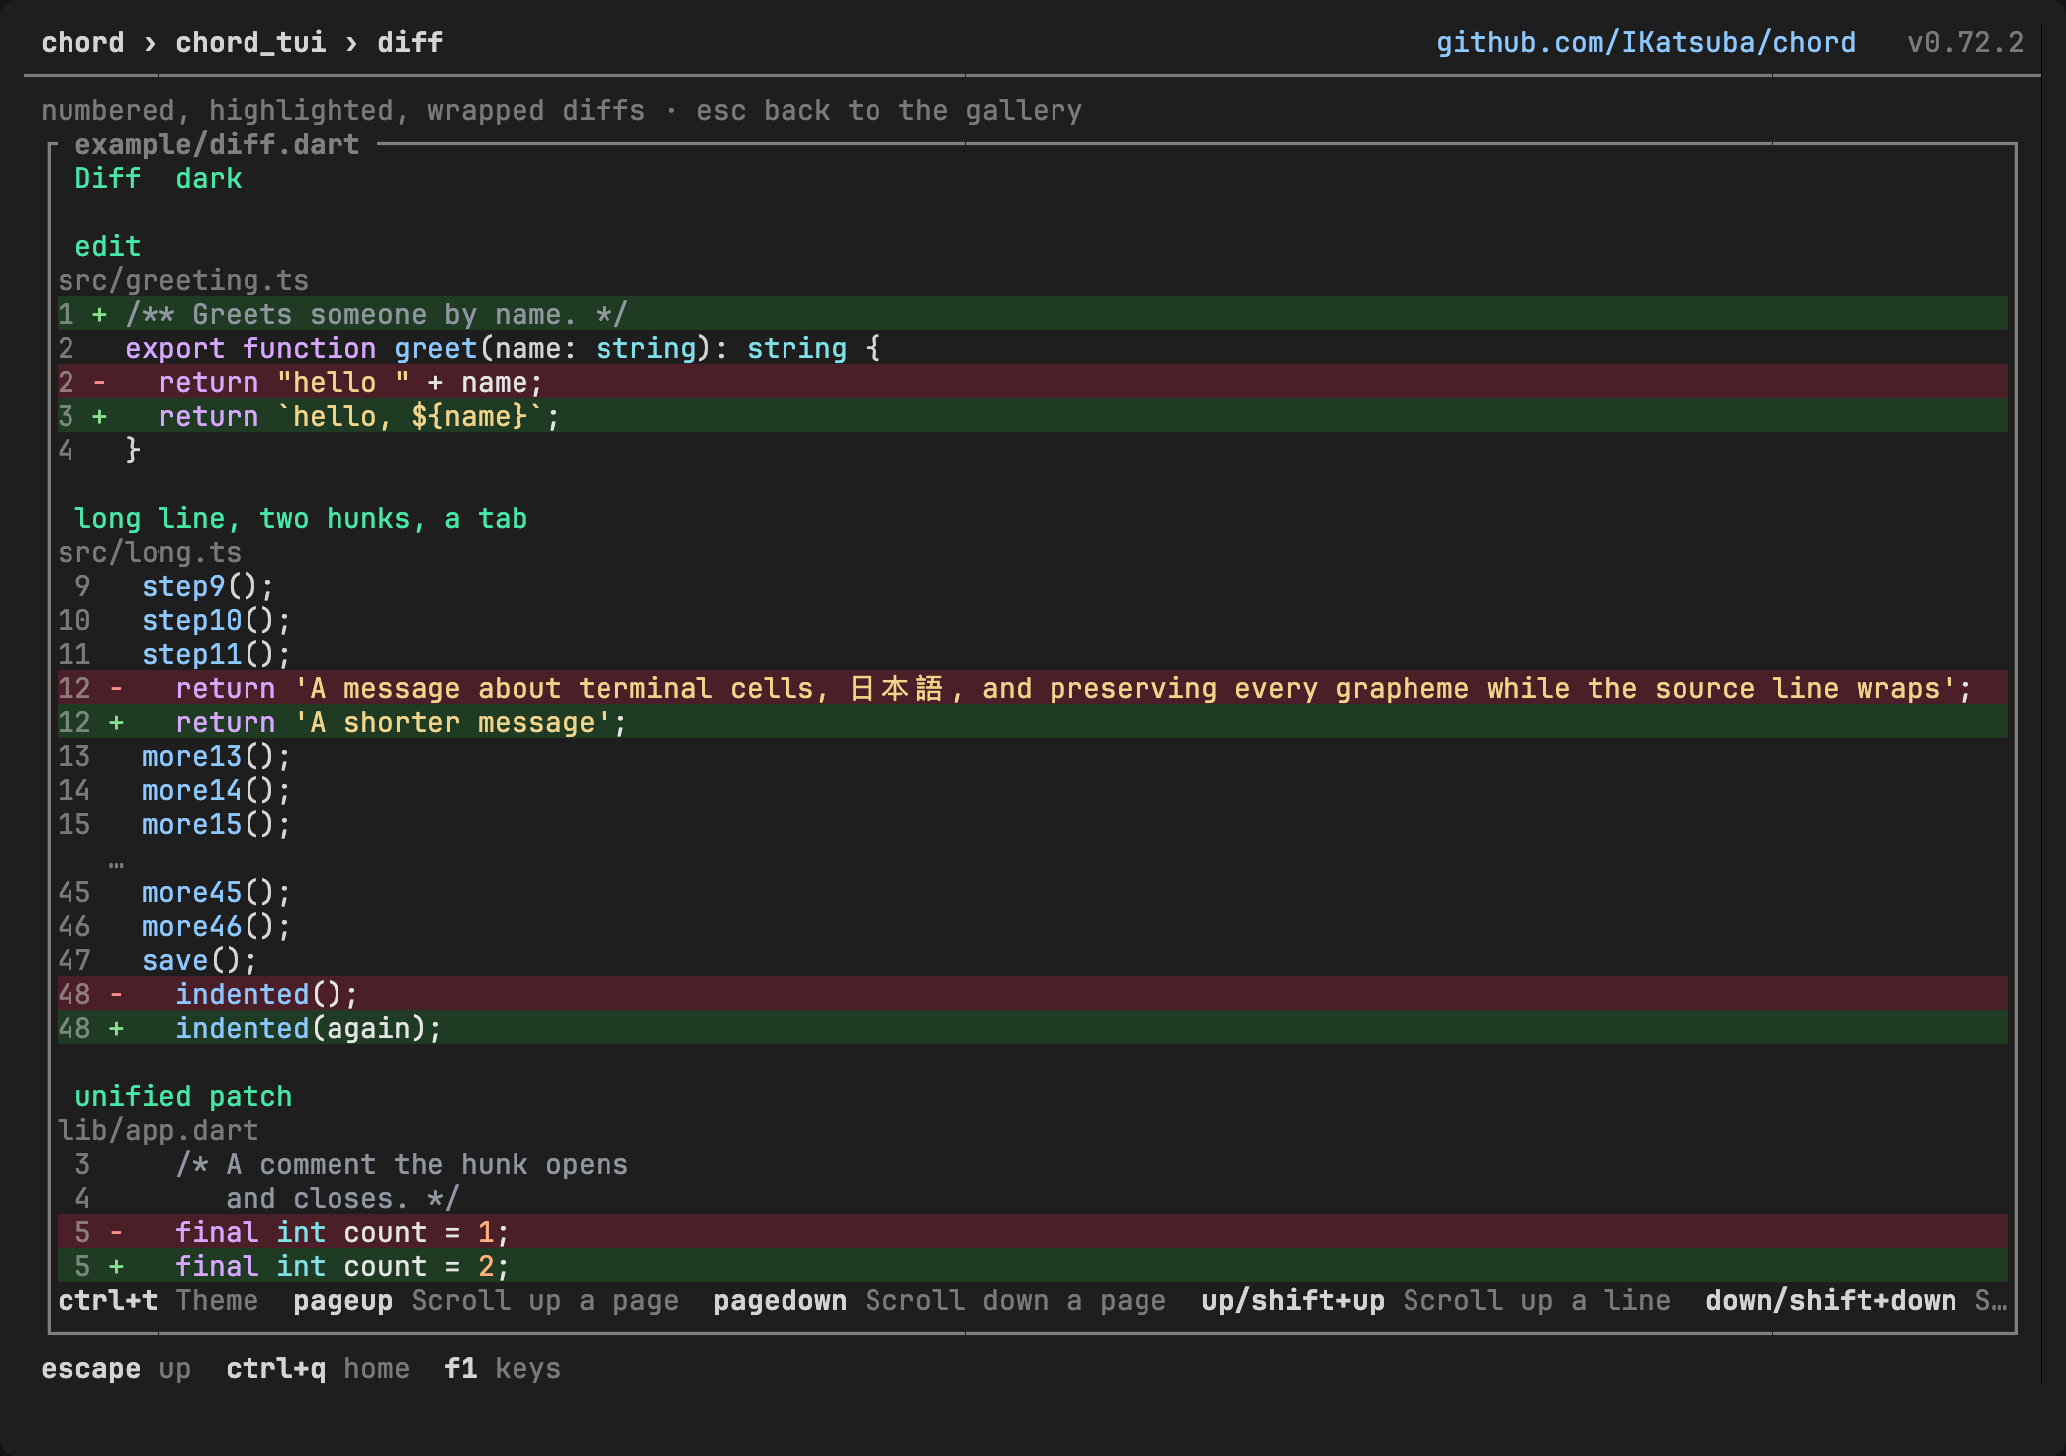 chord › chord_tui › diff github.com/IKatsuba/chord v0.72.2
numbered, highlighted, wrapped diffs · esc back to the gallery
example/diff.dart
Diff  dark
edit
src/greeting.ts
1 + /** Greets someone by name. */
2   export function greet(name: string): string {
2 -   return "hello " + name;
3 +   return `hello, ${name}`;
4   }
long line, two hunks, a tab
src/long.ts
 9   step9();
10   step10();
11   step11();
12 -   return 'A message about terminal cells, 日本語, and preserving every grapheme while the source line wraps';
12 +   return 'A shorter message';
13   more13();
14   more14();
15   more15();
   …
45   more45();
46   more46();
47   save();
48 -   indented();
48 +   indented(again);
unified patch
lib/app.dart
 3     /* A comment the hunk opens
 4        and closes. */
 5 -   final int count = 1;
 5 +   final int count = 2;
ctrl+t Theme  pageup Scroll up a page  pagedown Scroll down a page  up/shift+up Scroll up a line  down/shift+down S…
escape up  ctrl+q home  f1 keys